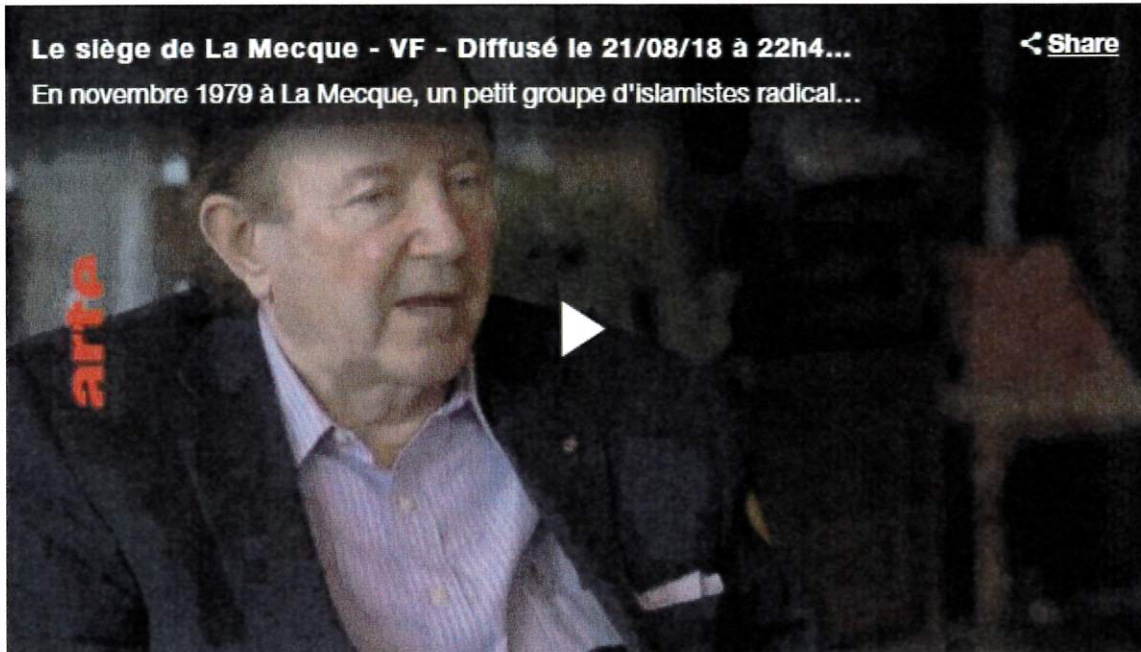 Le siège de La Mecque - VF - Diffusé le 21/08/18 à 22h4...
Share
En novembre 1979 à La Mecque, un petit groupe d'islamistes radical...
arte